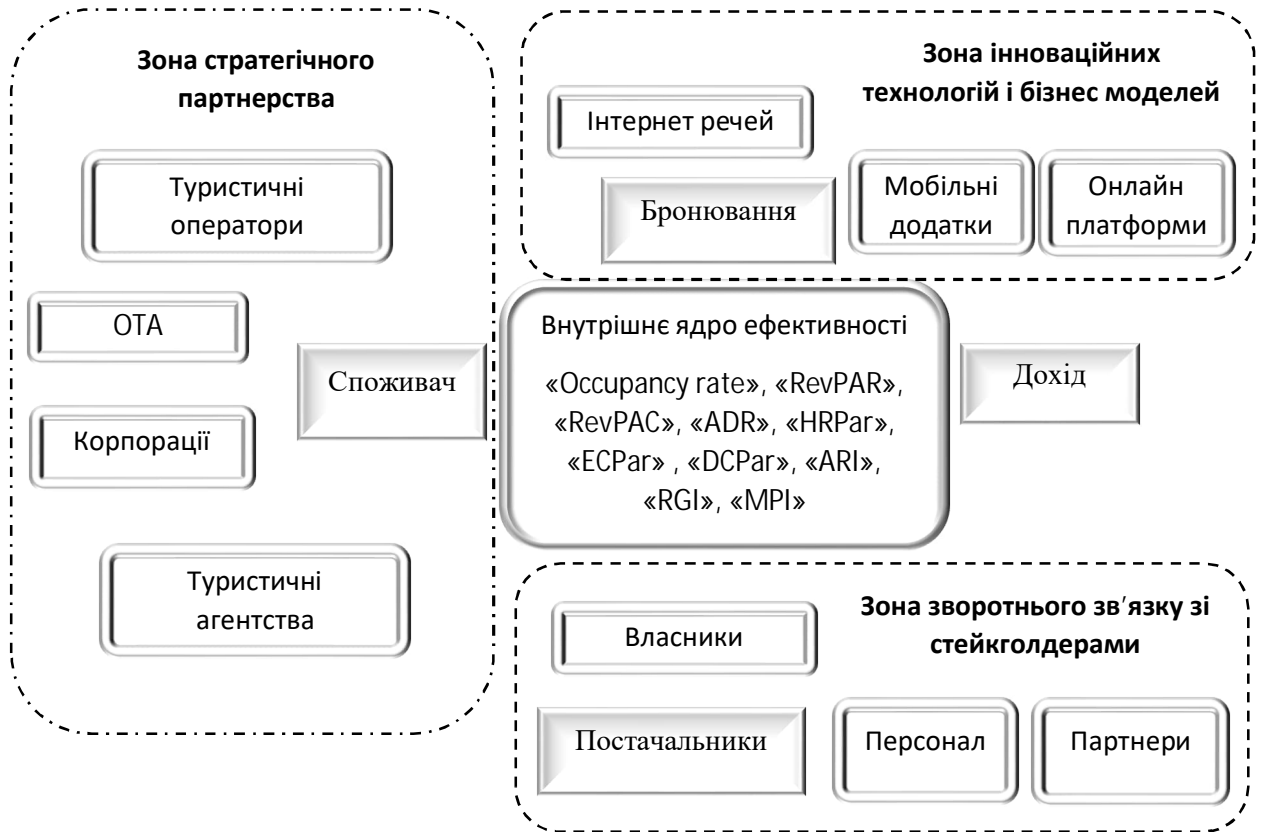 Зона стратегічного
партнерства
Туристичні
оператори
ОТА
Корпорації
Споживач
Туристичні
агентства
Зона інноваційних
технологій і бізнес моделей
Інтернет речей
Бронювання
Мобільні
додатки
Онлайн
платформи
Внутрішнє ядро ефективності
«Occupancy rate», «RevPAR»,
«RevPAC», «ADR», «HRPar»,
«ECPar» , «DCPar», «ARI»,
«RGI», «MPI»
Дохід
Зона зворотнього зв′язку зі
стейкголдерами
Власники
Постачальники
Персонал
Партнери